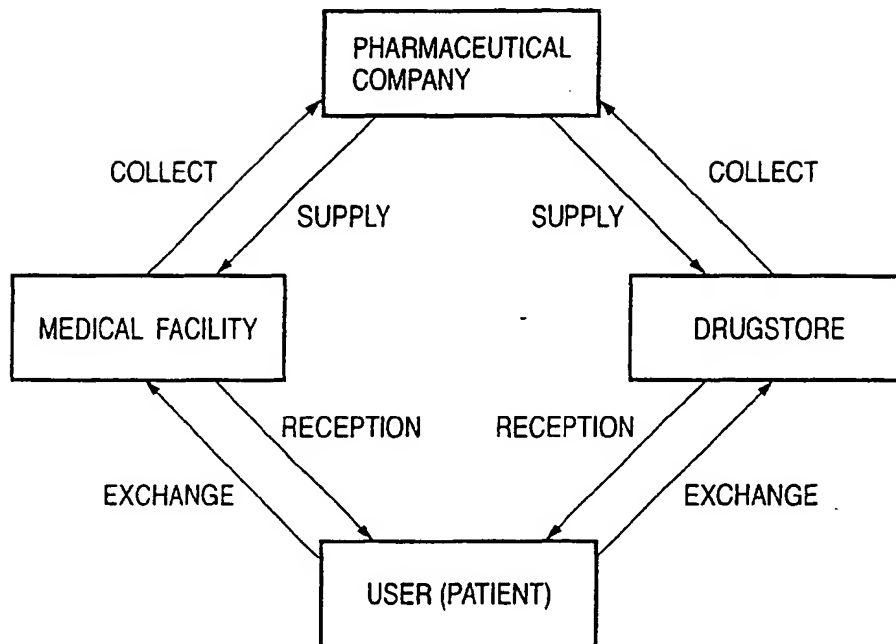 PHARMACEUTICAL
COMPANY
COLLECT
COLLECT
SUPPLY
SUPPLY
MEDICAL FACILITY
DRUGSTORE
RECEPTION
RECEPTION
EXCHANGE
EXCHANGE
USER (PATIENT)